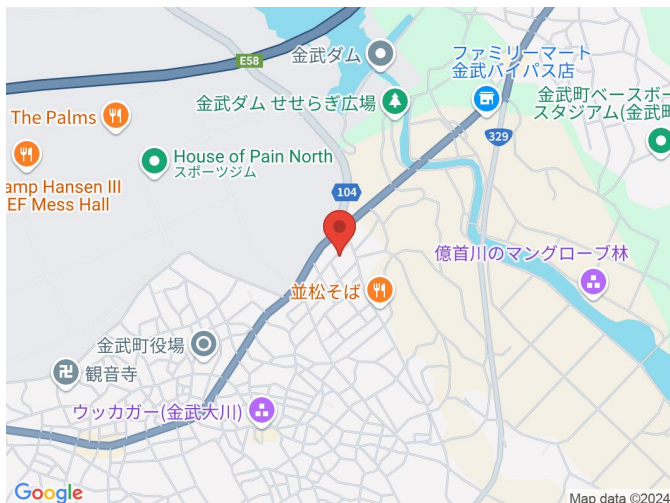 E58
金武ダム
ファミリーマート
金武バイパス店
The Palms
金武ダム せせらぎ広場
金武町ベースボー
スタジアム(金武町
329
House of Pain North
スポーツジム
amp Hansen III
EF Mess Hall
104
億首川のマングローブ林
並松そば
金武町役場
観音寺
ウッカガー(金武大川)
Google
Map data ©2024